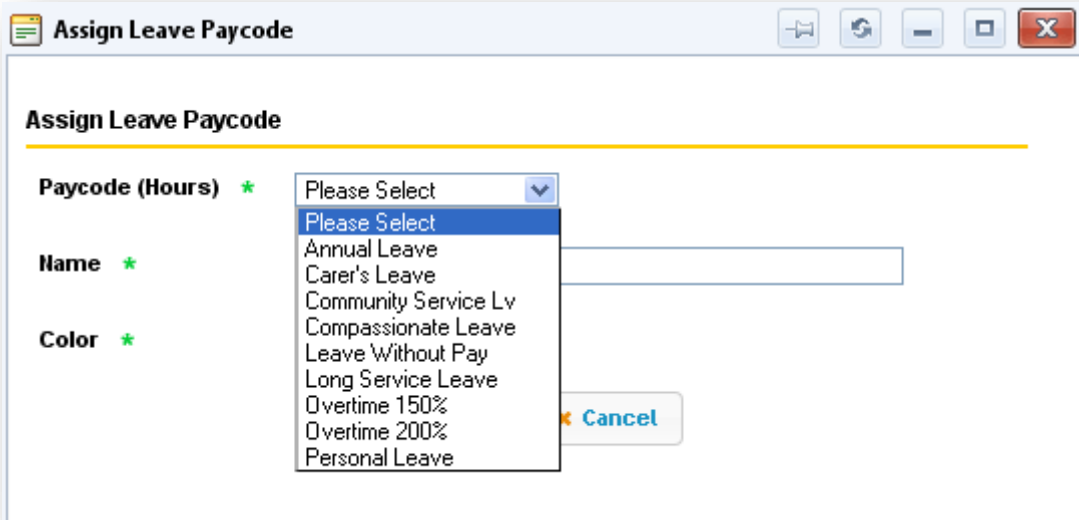 Assign Leave Paycode
Assign Leave Paycode
Paycode (Hours) *
Please Select
Please Select
Annual Leave
Carer's Leave
Community Service Lv
Compassionate Leave
Leave Without Pay
Long Service Leave
Overtime 150%
Overtime 200%
Personal Leave
Name *
Color *
Cancel